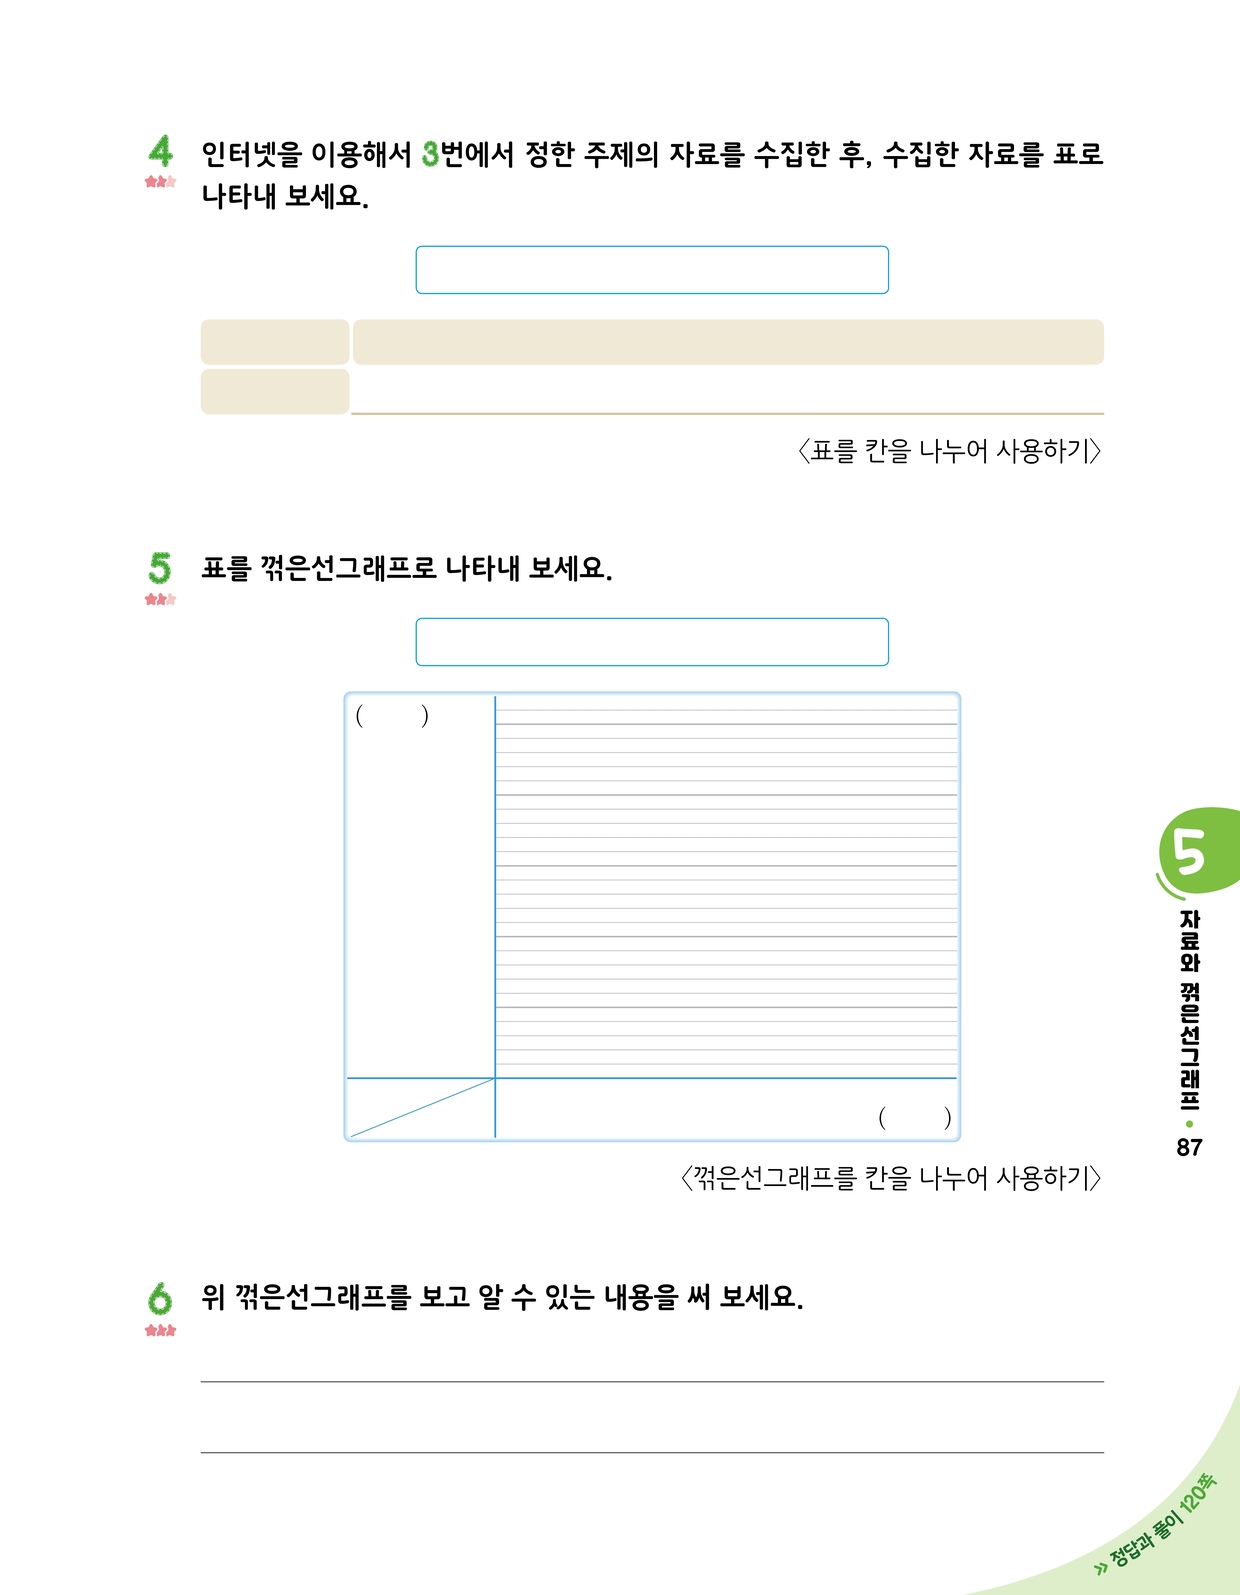 4 인터넷을 이용해서 3번에서 정한 주제의 자료를 수집한 후, 수집한 자료를 표로
나타내 보세요.
〈표를 칸을 나누어 사용하기〉
5 표를 꺾은선그래프로 나타내 보세요.
( )
( )
〈꺾은선그래프를 칸을 나누어 사용하기〉
6 위 꺾은선그래프를 보고 알 수 있는 내용을 써 보세요.
5
자료와 꺾은선그래프 • 87
» 정답과 풀이 120쪽